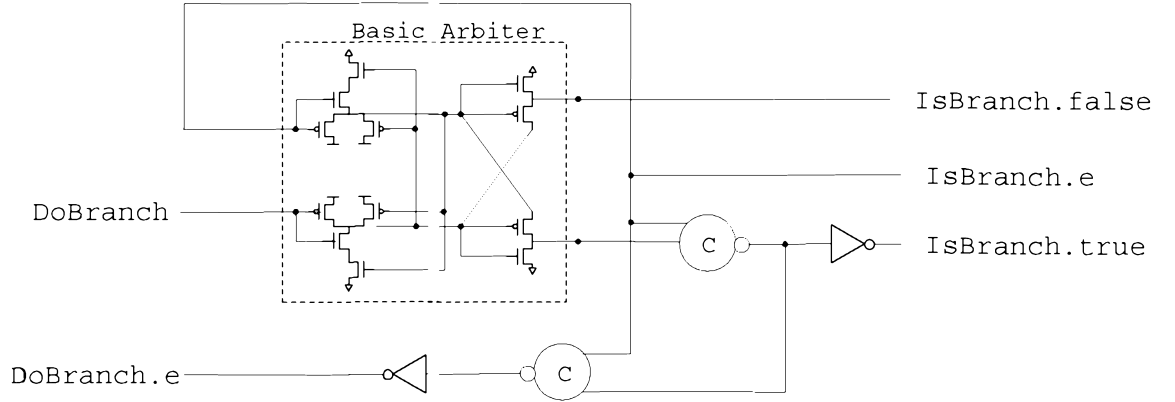 Basic Arbiter
IsBranch.false
IsBranch.e
DoBranch
C
IsBranch.true
DoBranch.e
C